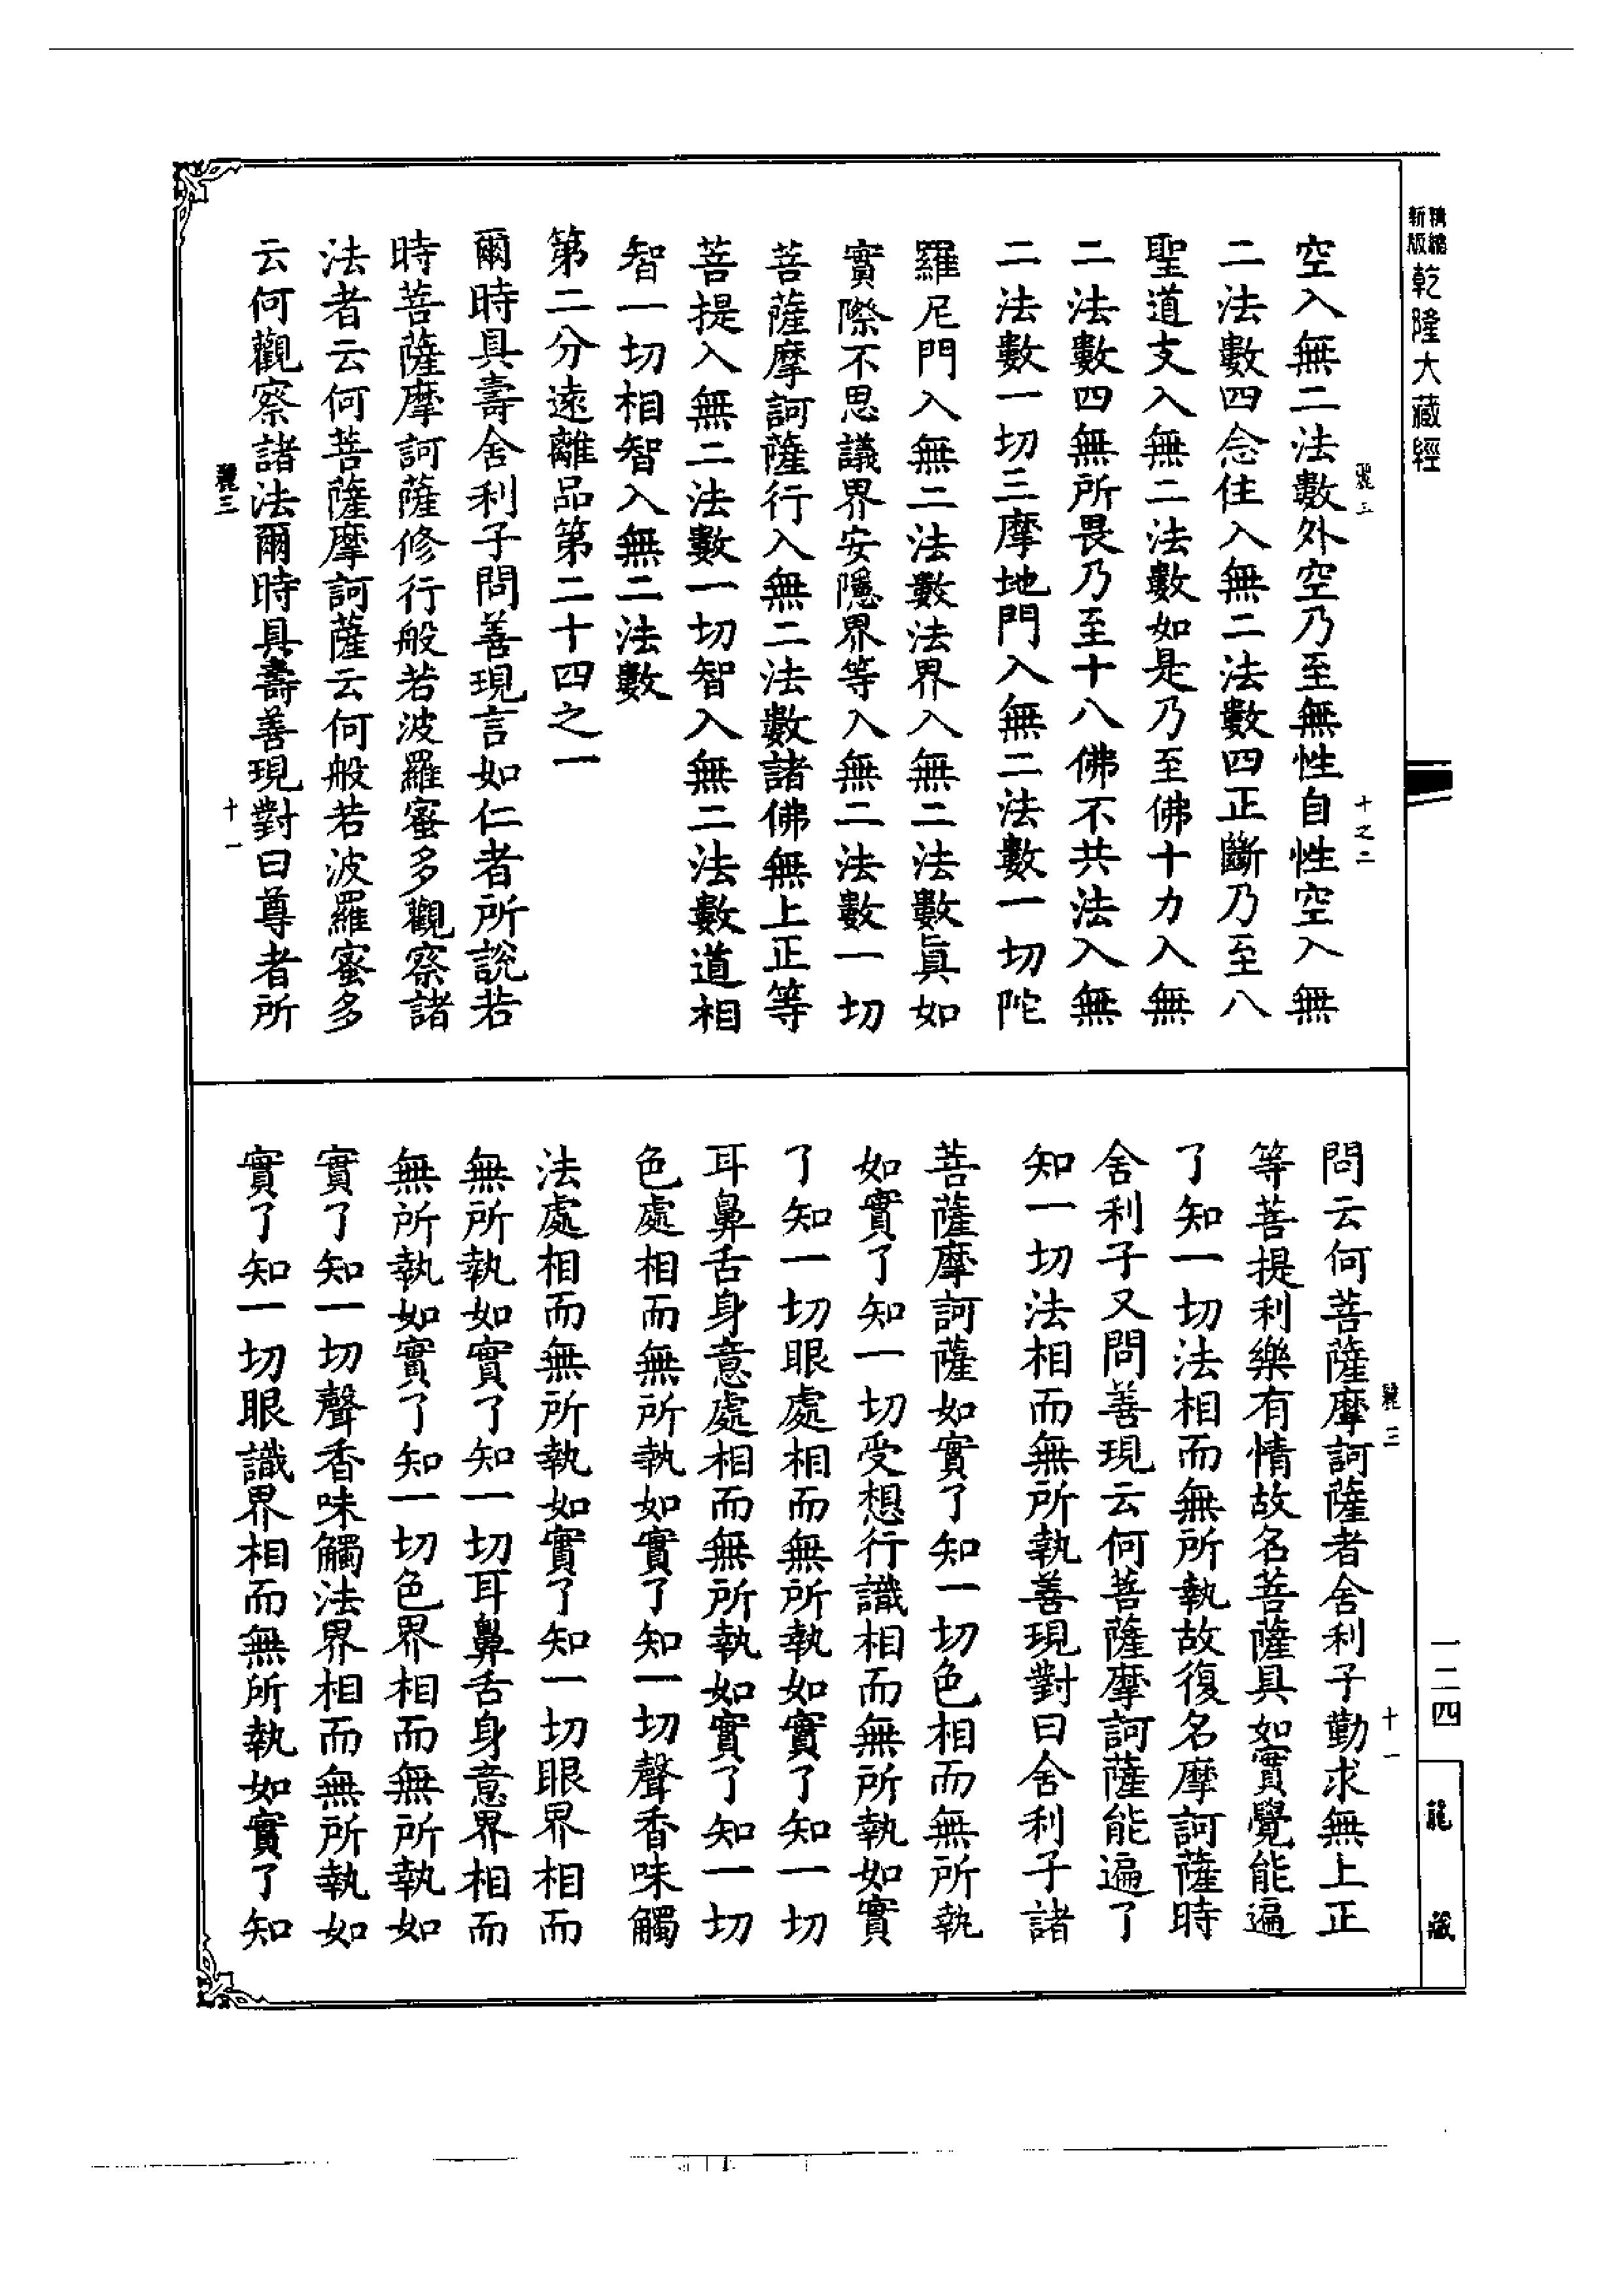 精編新版
乾隆大藏經
麗三
十之二
空入無二法數外空乃至無性自性空入無
二法數四念住入無二法數四正斷乃至八
聖道支入無二法數如是乃至佛十力入無
二法數四無所畏乃至十八佛不共法入無
二法數一切三摩地門入無二法數一切陀
羅尼門入無二法數法界入無二法數眞如
實際不思議界安隱界等入無二法數一切
菩薩摩訶薩行入無二法數諸佛無上正等
菩提入無二法數一切智入無二法數道相
智一切相智入無二法數
第二分遠離品第二十四之一
爾時具壽舍利子問善現言如仁者所說若
時菩薩摩訶薩修行般若波羅蜜多觀察諸
法者云何菩薩摩訶薩云何般若波羅蜜多
云何觀察諸法爾時具壽善現對曰尊者所
麗三
十一
麗三
十一
問云何菩薩摩訶薩者舍利子勤求無上正
等菩提利樂有情故名菩薩具如實覺能遍
了知一切法相而無所執故復名摩訶薩時
舍利子又問善現云何菩薩摩訶薩能遍了
知一切法相而無所執善現對曰舍利子諸
菩薩摩訶薩如實了知一切色相而無所執
如實了知一切受想行識相而無所執如實
了知一切眼處相而無所執如實了知一切
耳鼻舌身意處相而無所執如實了知一切
色處相而無所執如實了知一切聲香味觸
法處相而無所執如實了知一切眼界相而
無所執如實了知一切耳鼻舌身意界相而
無所執如實了知一切色界相而無所執如
實了知一切聲香味觸法界相而無所執如
實了知一切眼識界相而無所執如實了知
一二四
龍藏